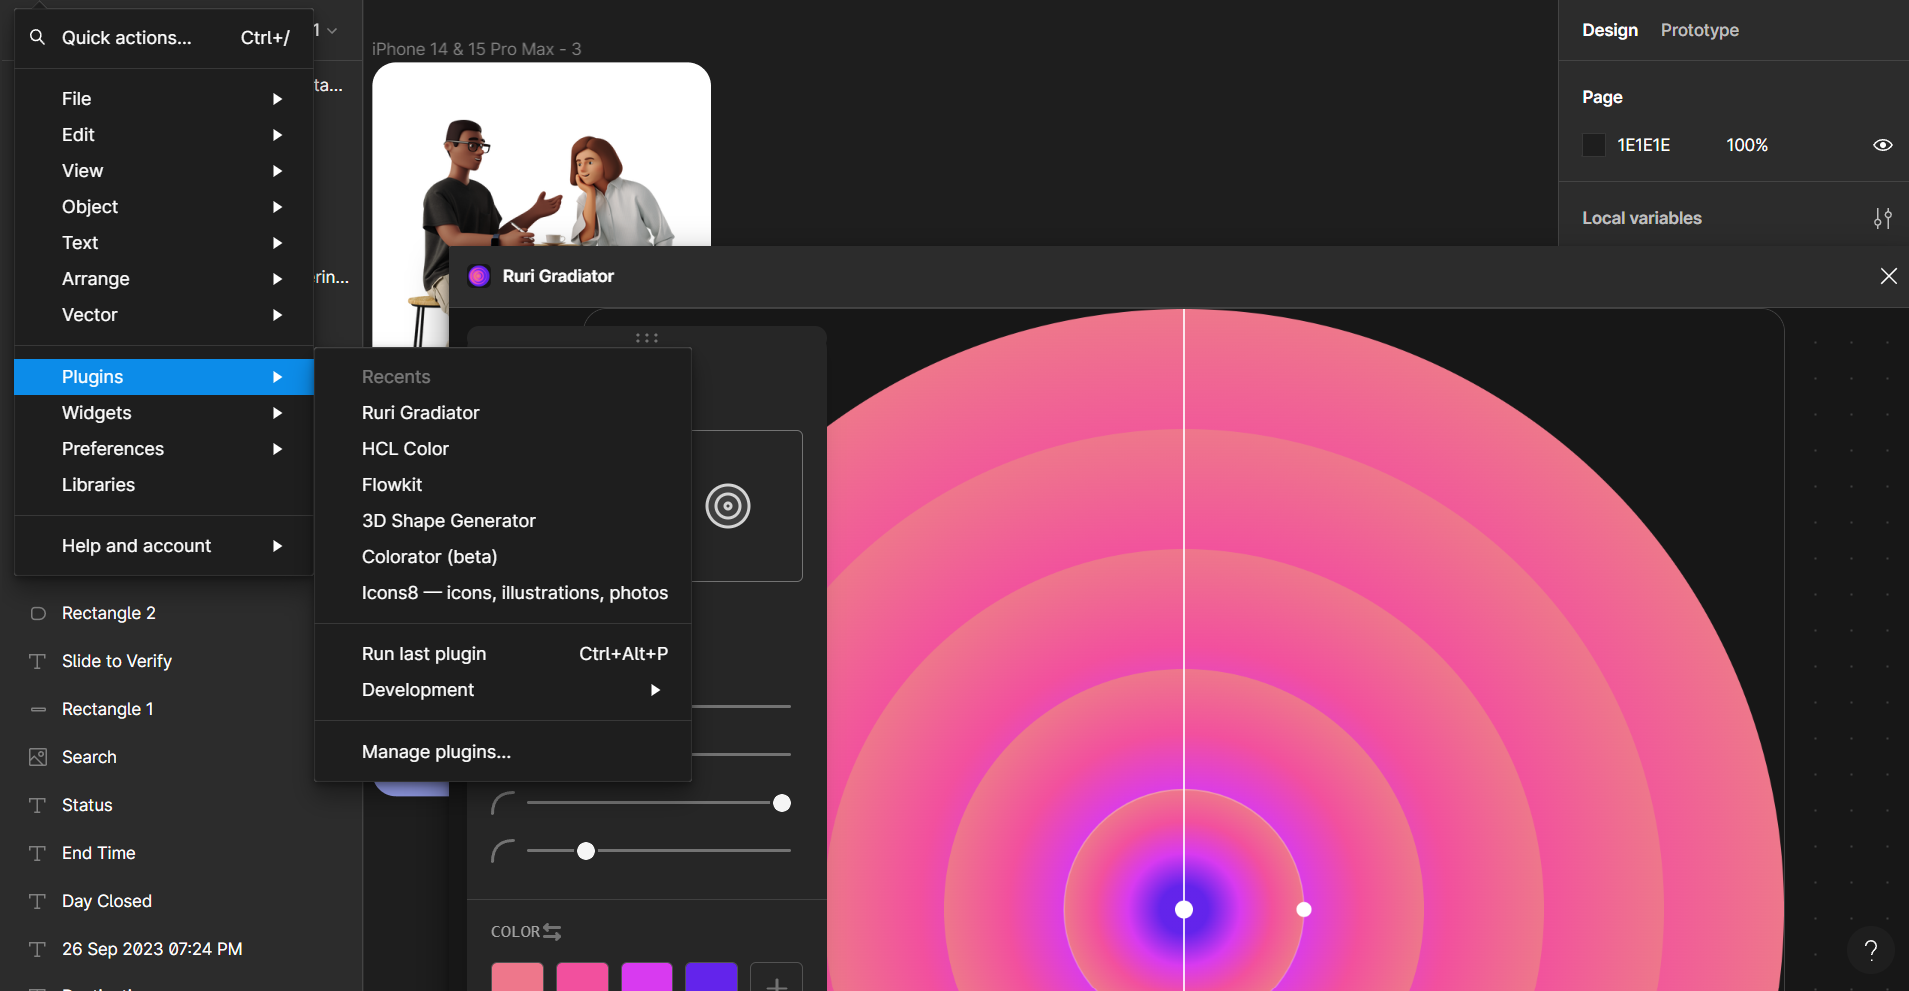 Quick actions... Ctrl+/
File
Edit
View
Object
Text
Arrange
Vector
Plugins
Widgets
Preferences
Libraries
Help and account
Rectangle 2
Slide to Verify
Rectangle 1
Search
Status
End Time
Day Closed
26 Sep 2023 07:24 PM
1
ta...
rin...
Recents
Ruri Gradiator
HCL Color
Flowkit
3D Shape Generator
Colorator (beta)
Icons8 — icons, illustrations, photos
Run last plugin Ctrl+Alt+P
Development
Manage plugins...
iPhone 14 & 15 Pro Max - 3
Ruri Gradiator
COLOR
Design Prototype
Page
1E1E1E 100%
Local variables
?